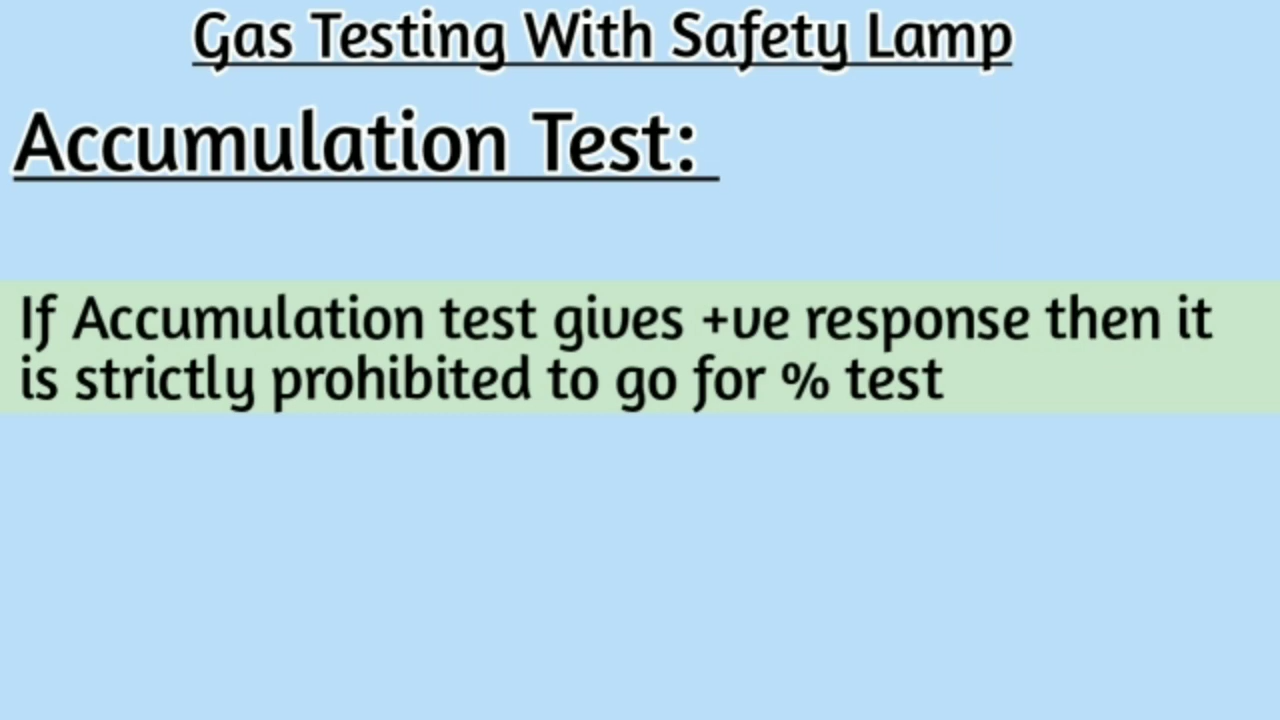 Gas Testing With Safety Lamp
Accumulation Test:
If Accumulation test gives +ve response then it
is strictly prohibited to go for % test